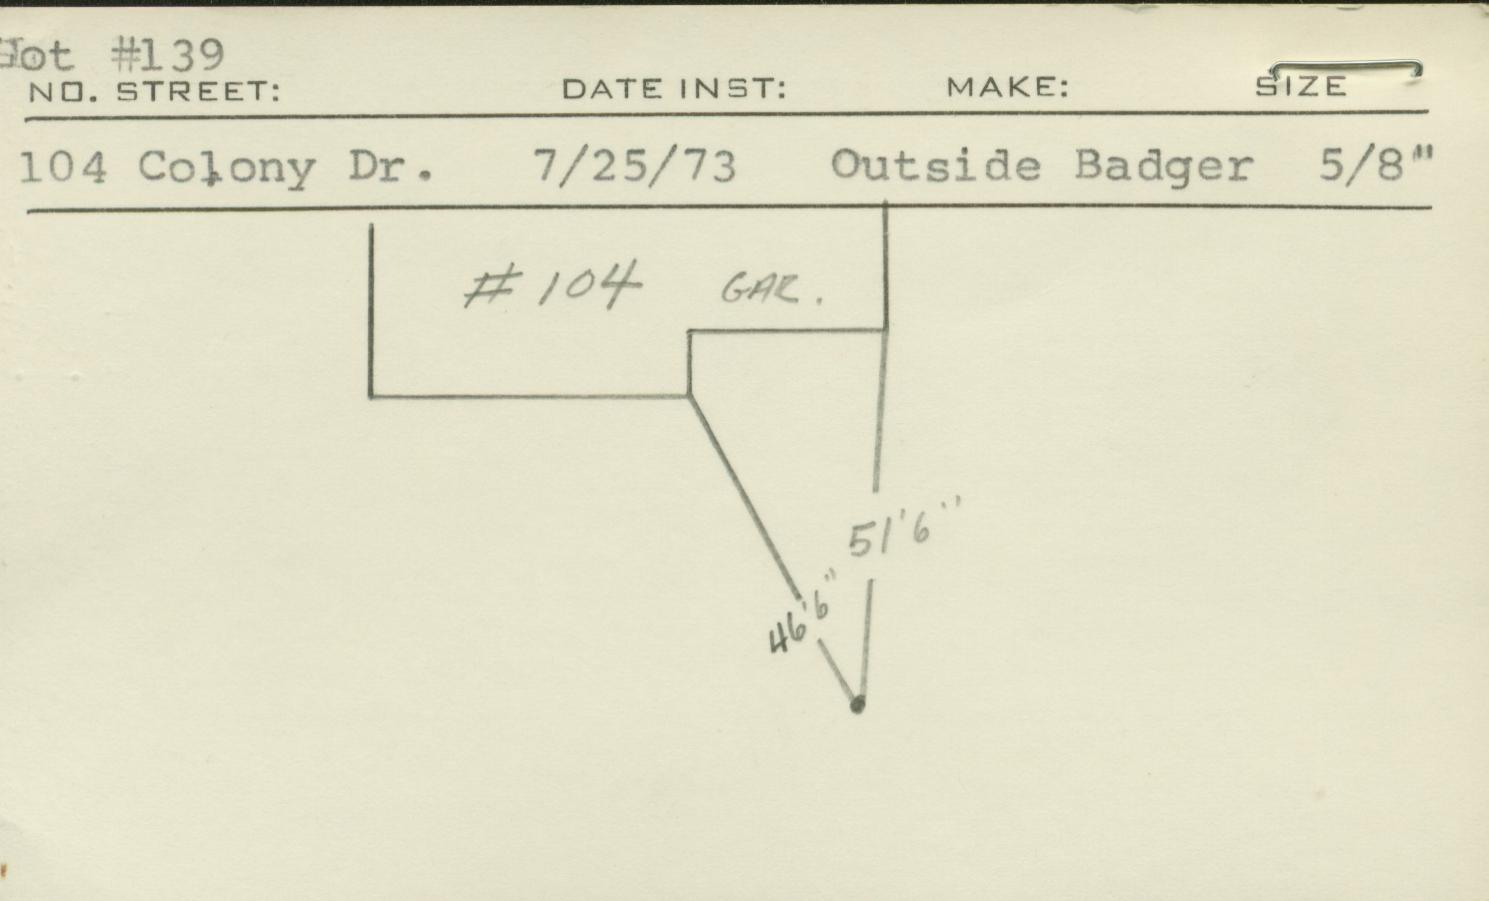 Lot #139
NO. STREET: DATE INST: MAKE: SIZE
104 Colony Dr. 7/25/73 Outside Badger 5/8"
#104 GAR.
51'6"
46'6"